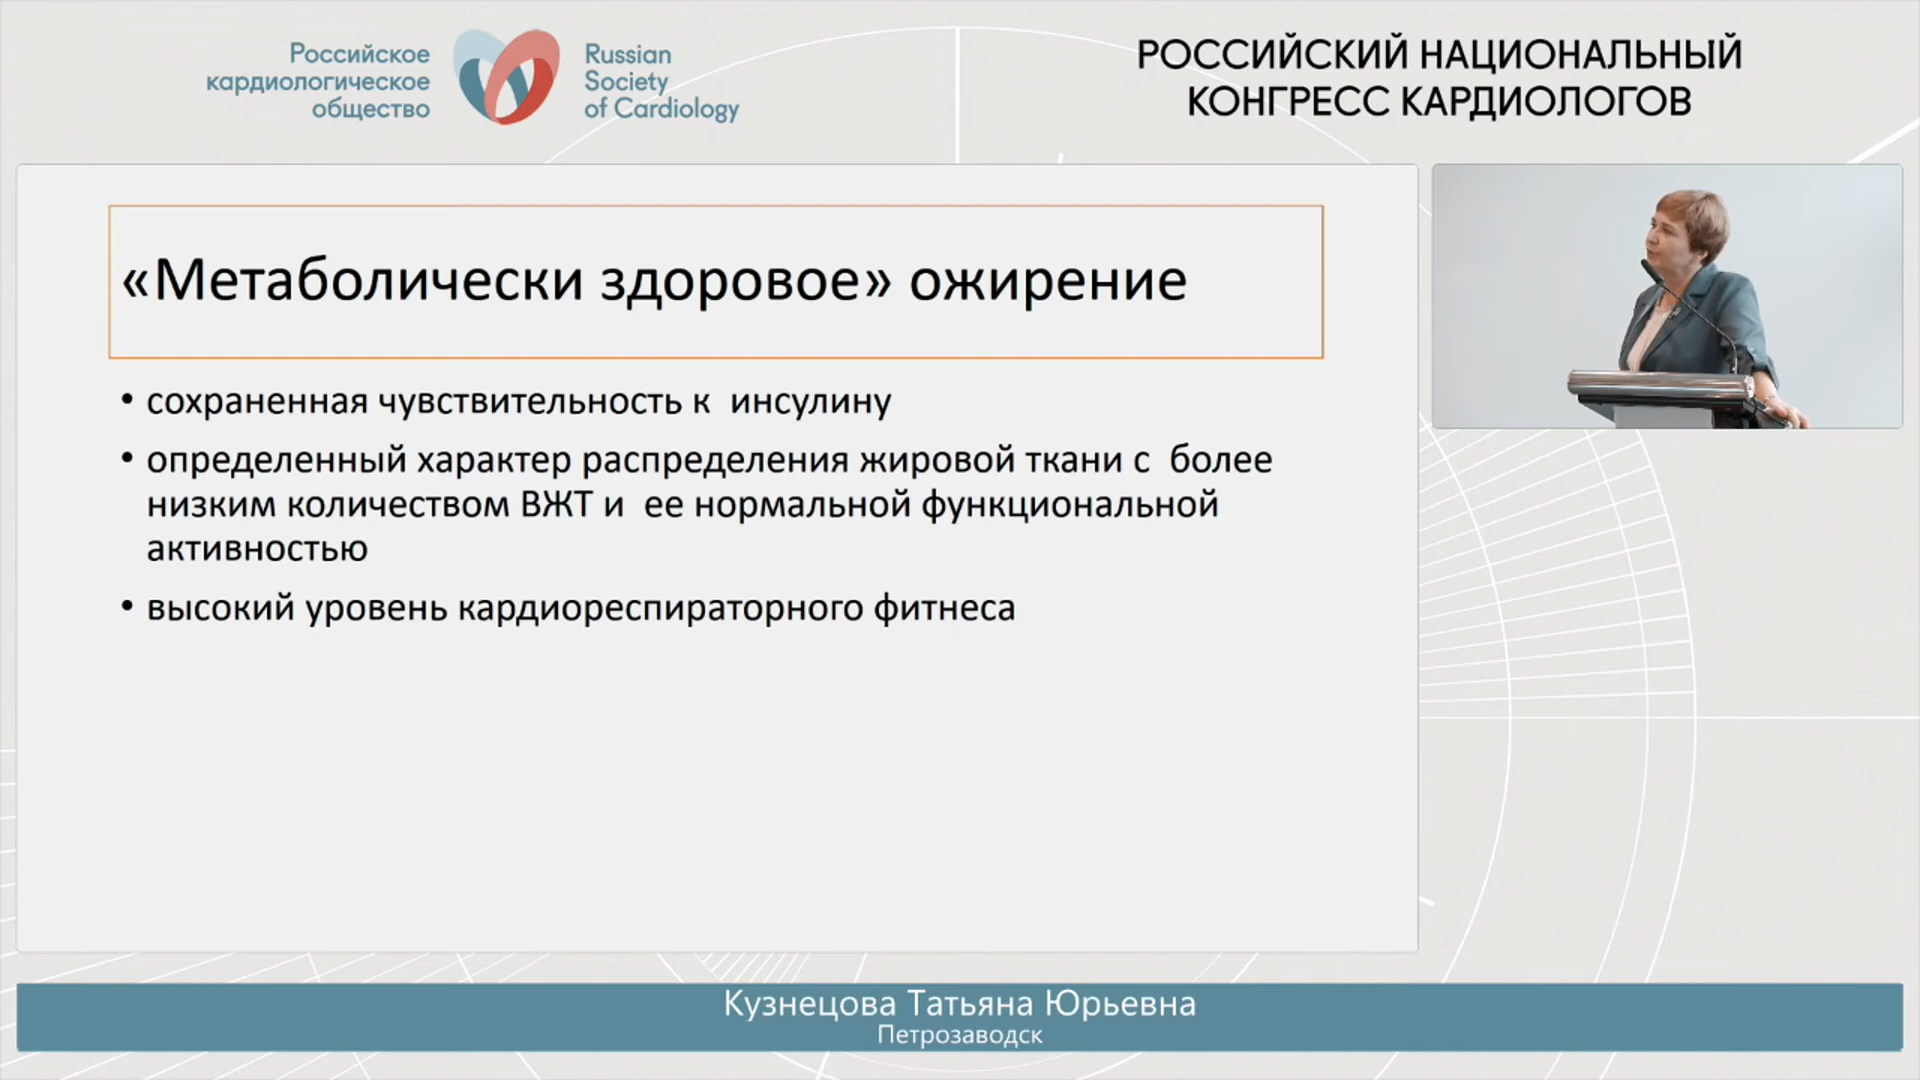 Российское
кардиологическое
общество
Russian
Society
of Cardiology
РОССИЙСКИЙ НАЦИОНАЛЬНЫЙ
КОНГРЕСС КАРДИОЛОГОВ
«Метаболически здоровое» ожирение
• сохраненная чувствительность к инсулину
• определенный характер распределения жировой ткани с более
низким количеством ВЖТ и ее нормальной функциональной
активностью
• высокий уровень кардиореспираторного фитнеса
Кузнецова Татьяна Юрьевна
Петрозаводск